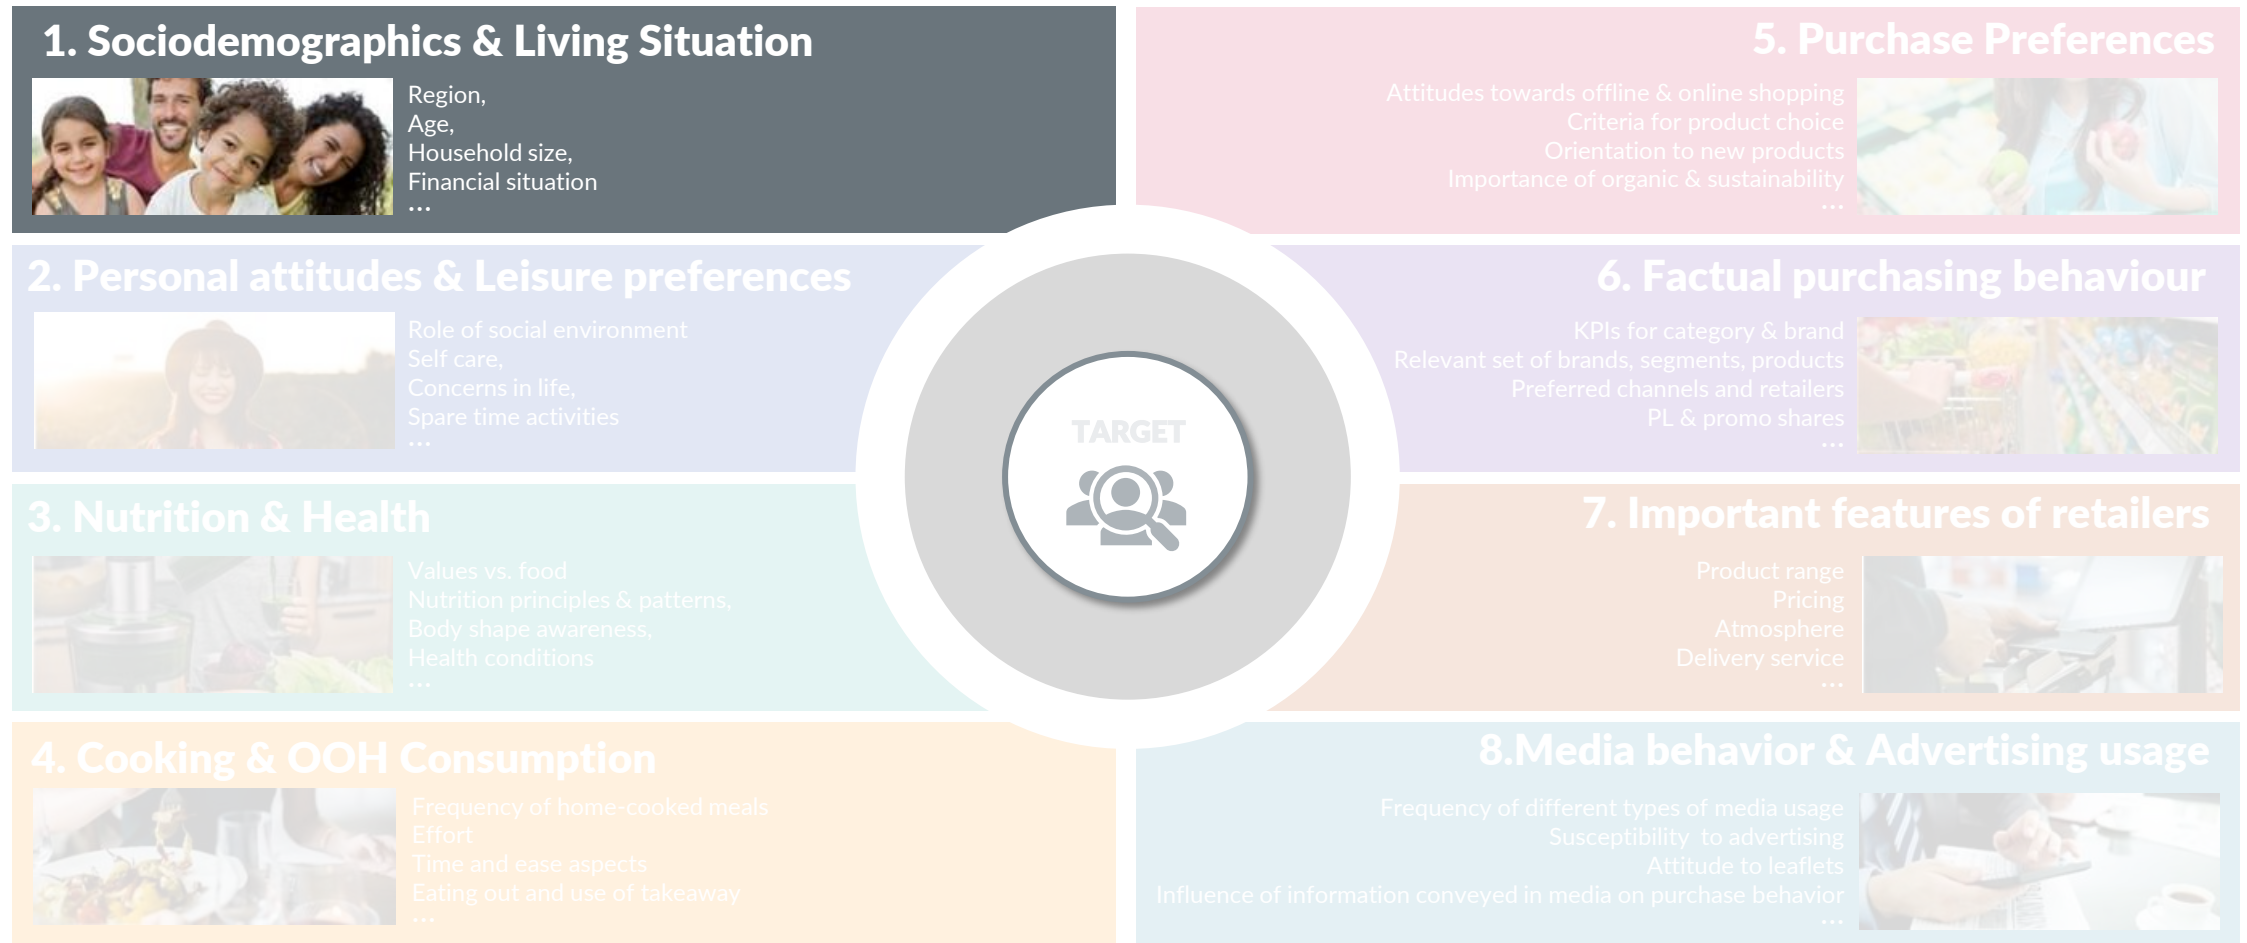 1. Sociodemographics & Living Situation
Region,
Age,
Household size,
Financial situation
...
2. Personal attitudes & Leisure preferences
Role of social environment
Self care,
Concerns in life,
Spare time activities
...
3. Nutrition & Health
Values vs. food
Nutrition principles & patterns,
Body shape awareness,
Health conditions
...
4. Cooking & OOH Consumption
Frequency of home-cooked meals
Effort
Time and ease aspects
Eating out and use of takeaway
...
TARGET
5. Purchase Preferences
Attitudes towards offline & online shopping
Criteria for product choice
Orientation to new products
Importance of organic & sustainability
...
6. Factual purchasing behaviour
KPIs for category & brand
Relevant set of brands, segments, products
Preferred channels and retailers
PL & promo shares
...
7. Important features of retailers
Product range
Pricing
Atmosphere
Delivery service
...
8.Media behavior & Advertising usage
Frequency of different types of media usage
Susceptibility  to advertising
Attitude to leaflets
Influence of information conveyed in media on purchase behavior
...